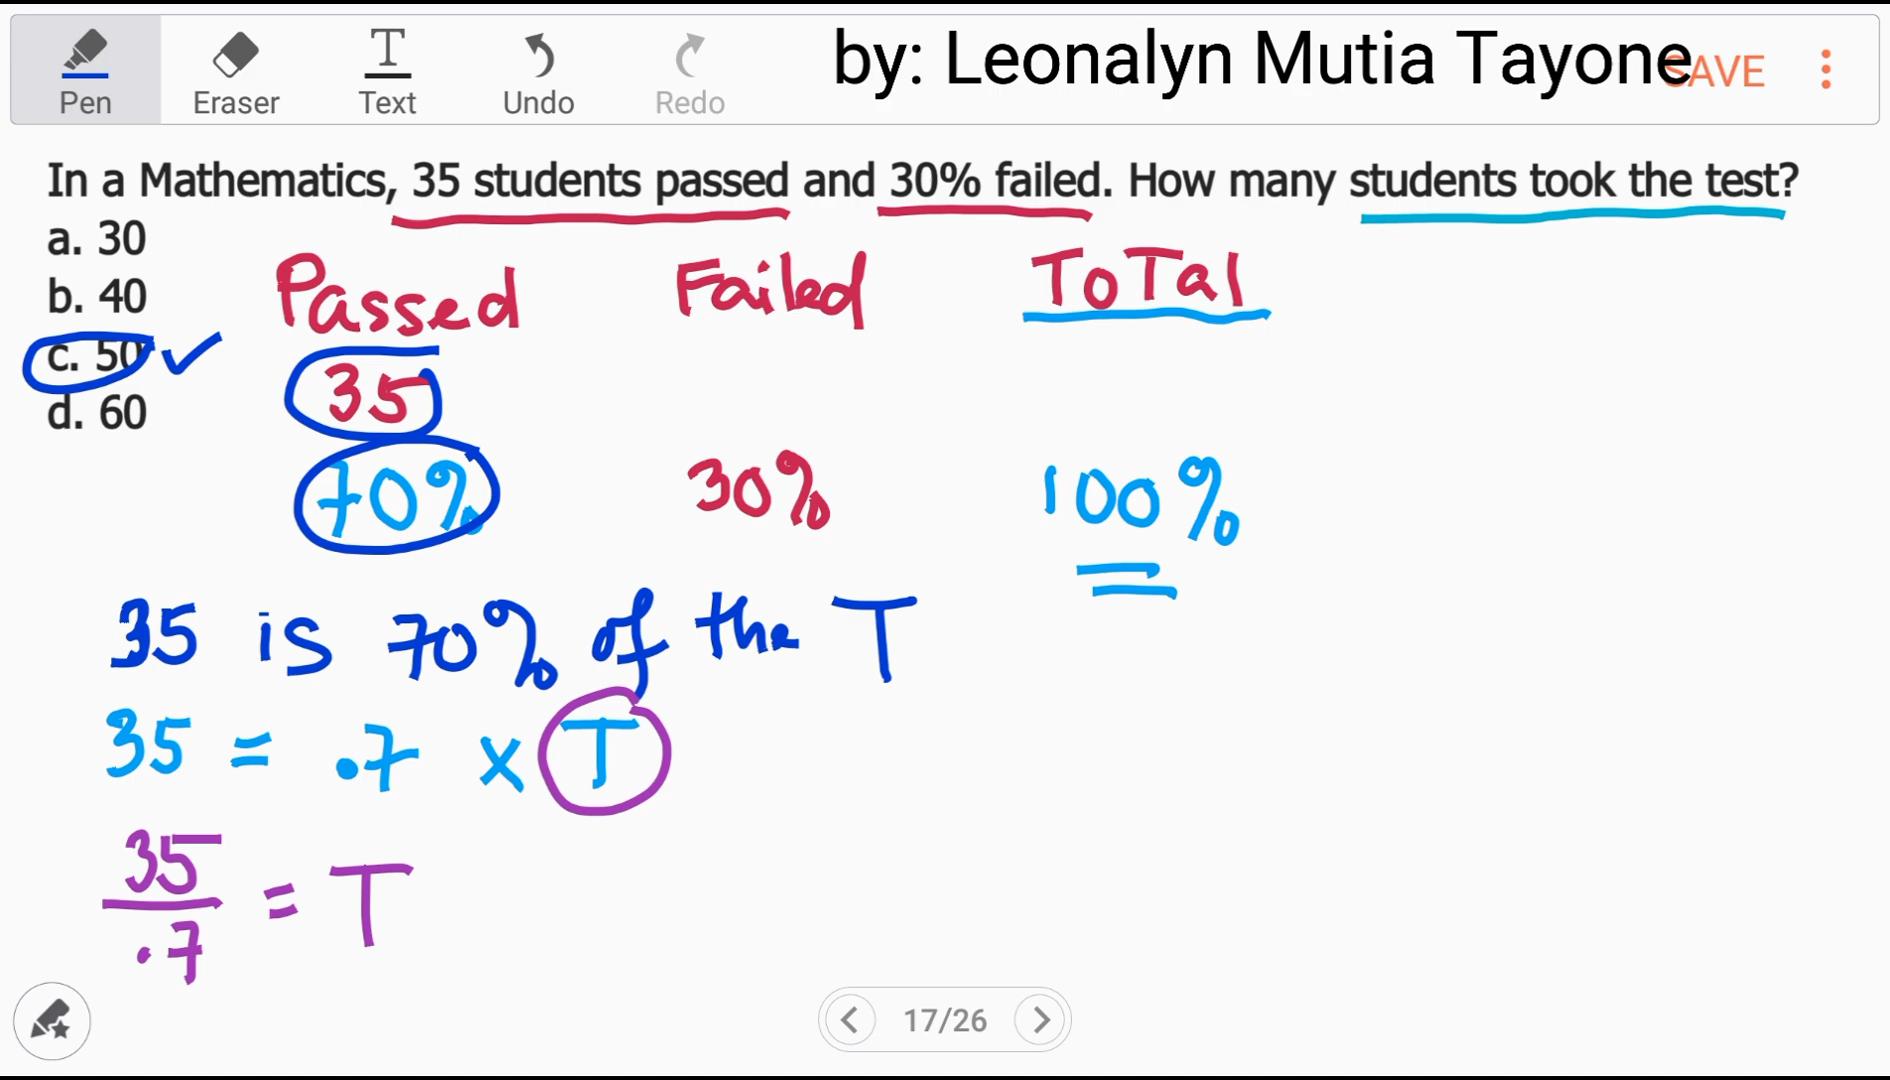 by: Leonalyn Mutia Tayone
Pen Eraser Text Undo Redo SAVE
In a Mathematics, 35 students passed and 30% failed. How many students took the test?
a. 30
b. 40
c. 50
d. 60
Passed Failed ToTal
35
70% 30% 100%
35 is 70% of the T
35 = .7 x T
35
.7
= T
17/26